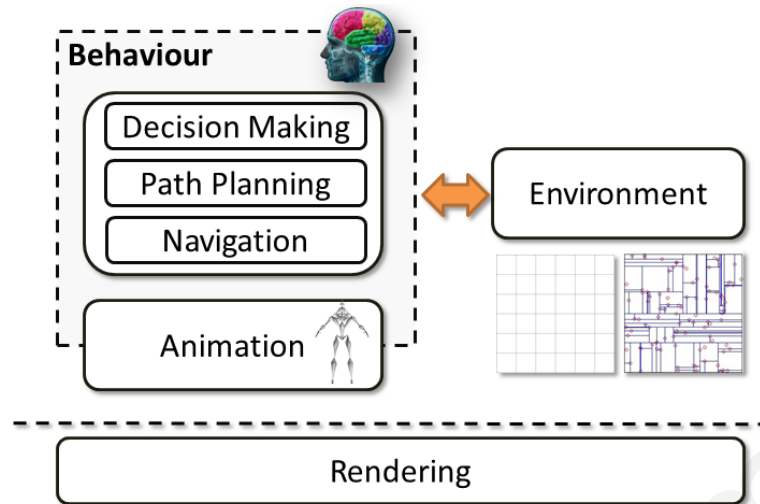 Behaviour
Decision Making
Path Planning
Navigation
Animation
Environment
Rendering